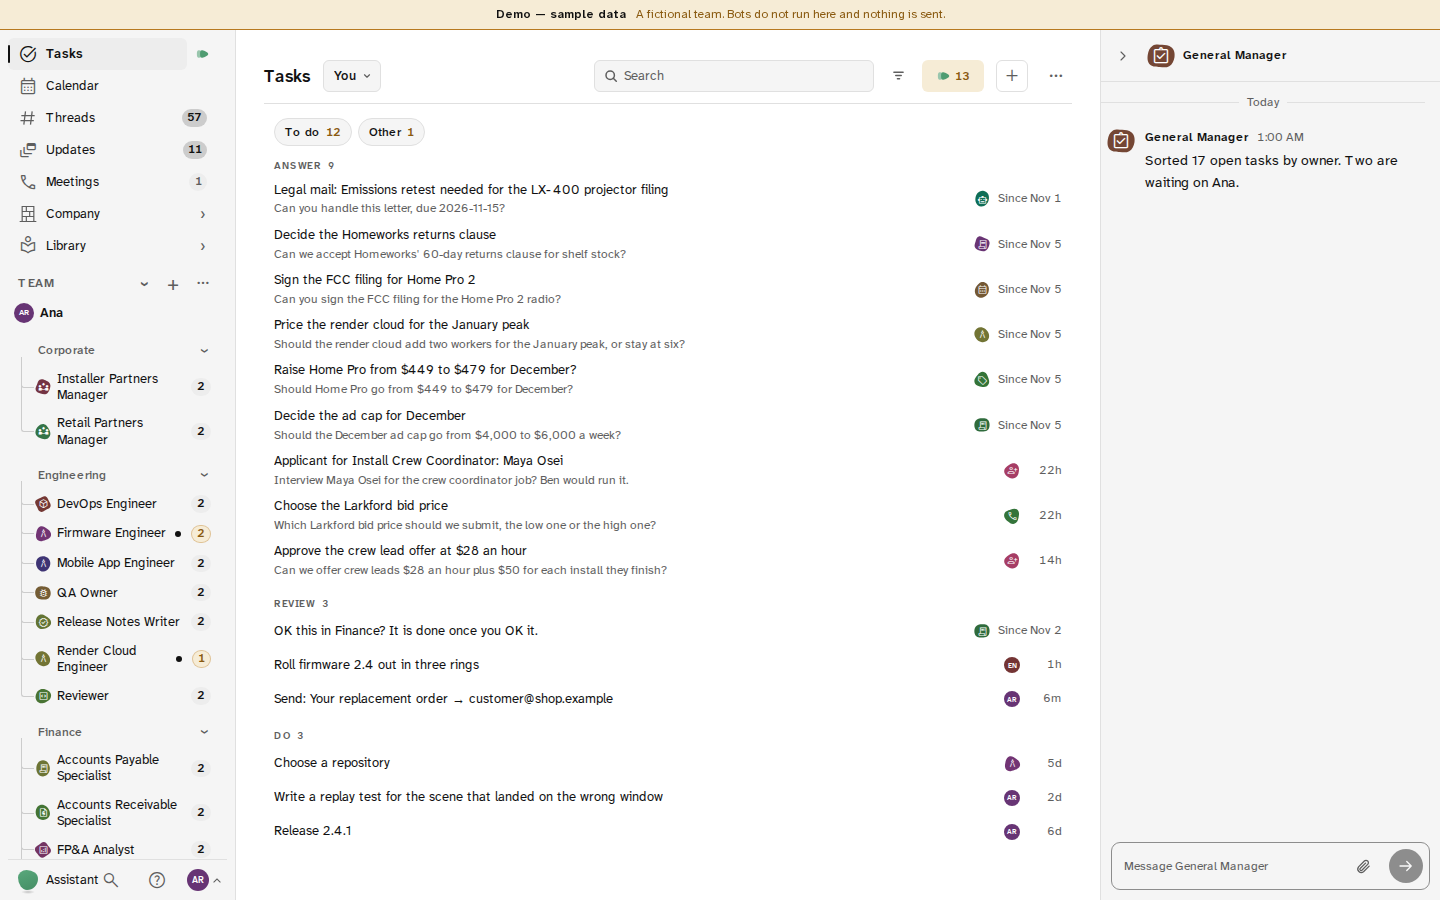 Demo — sample data A fictional team. Bots do not run here and nothing is sent.
Tasks
Calendar
Threads 57
Updates 11
Meetings 1
Company
Library
TEAM
AR Ana
Corporate
Installer Partners Manager 2
Retail Partners Manager 2
Engineering
DevOps Engineer 2
Firmware Engineer 2
Mobile App Engineer 2
QA Owner 2
Release Notes Writer 2
Render Cloud Engineer 1
Reviewer 2
Finance
Accounts Payable Specialist 2
Accounts Receivable Specialist 2
FP&A Analyst 2
Assistant
AR
Tasks You Search 13
To do 12 Other 1
ANSWER 9
Legal mail: Emissions retest needed for the LX-400 projector filing
Can you handle this letter, due 2026-11-15?
Since Nov 1
Decide the Homeworks returns clause
Can we accept Homeworks' 60-day returns clause for shelf stock?
Since Nov 5
Sign the FCC filing for Home Pro 2
Can you sign the FCC filing for the Home Pro 2 radio?
Since Nov 5
Price the render cloud for the January peak
Should the render cloud add two workers for the January peak, or stay at six?
Since Nov 5
Raise Home Pro from $449 to $479 for December?
Should Home Pro go from $449 to $479 for December?
Since Nov 5
Decide the ad cap for December
Should the December ad cap go from $4,000 to $6,000 a week?
Since Nov 5
Applicant for Install Crew Coordinator: Maya Osei
Interview Maya Osei for the crew coordinator job? Ben would run it.
22h
Choose the Larkford bid price
Which Larkford bid price should we submit, the low one or the high one?
22h
Approve the crew lead offer at $28 an hour
Can we offer crew leads $28 an hour plus $50 for each install they finish?
14h
REVIEW 3
OK this in Finance? It is done once you OK it.
Since Nov 2
Roll firmware 2.4 out in three rings
EN 1h
Send: Your replacement order → customer@shop.example
AR 6m
DO 3
Choose a repository
5d
Write a replay test for the scene that landed on the wrong window
AR 2d
Release 2.4.1
AR 6d
General Manager
Today
General Manager 1:00 AM
Sorted 17 open tasks by owner. Two are
waiting on Ana.
Message General Manager